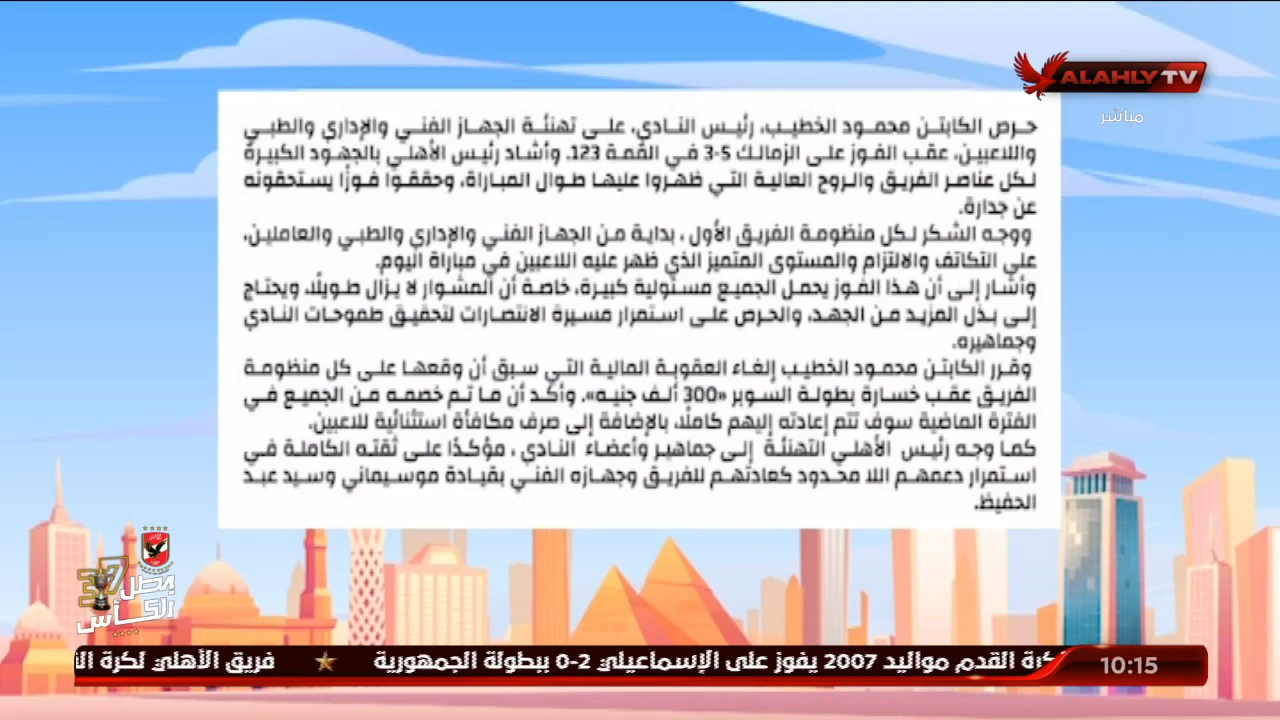 ALAHLY TV
مباشر
حرص الكابتن محمود الخطيب، رئيس النادي، على تهنئة الجهاز الفني والإداري والطبي
واللاعبين، عقب الفوز على الزمالك 5-3 في القمة 123. وأشاد رئيس الأهلي بالجهود الكبيرة
لكل عناصر الفريق والروح العالية التي ظهروا عليها طوال المباراة، وحققوا فوزًا يستحقونه
عن جدارة.
ووجه الشكر لكل منظومة الفريق الأول ، بداية من الجهاز الفني والإداري والطبي والعاملين،
على التكاتف والالتزام والمستوى المتميز الذي ظهر عليه اللاعبين في مباراة اليوم.
وأشار إلى أن هذا الفوز يحمل الجميع مسئولية كبيرة، خاصة أن المشوار لا يزال طويلًا، ويحتاج
إلى بذل المزيد من الجهد، والحرص على استمرار مسيرة الانتصارات لتحقيق طموحات النادي
وجماهيره.
وقرر الكابتن محمود الخطيب إلغاء العقوبة المالية التي سبق أن وقعها على كل منظومة
الفريق عقب خسارة بطولة السوبر «300 ألف جنيه». وأكد أن ما تم خصمه من الجميع في
الفترة الماضية سوف تتم إعادته إليهم كاملًا، بالإضافة إلى صرف مكافأة استثنائية للاعبين.
كما وجه رئيس الأهلي التهنئة إلى جماهير وأعضاء النادي ، مؤكدًا على ثقته الكاملة في
استمرار دعمهم اللا محدود كعادتهم للفريق وجهازه الفني بقيادة موسيماني وسيد عبد
الحفيظ.
37
بطل
الكأس
كرة القدم مواليد 2007 يفوز على الإسماعيلي 2-0 ببطولة الجمهورية ★ فريق الأهلي لكرة
10:15